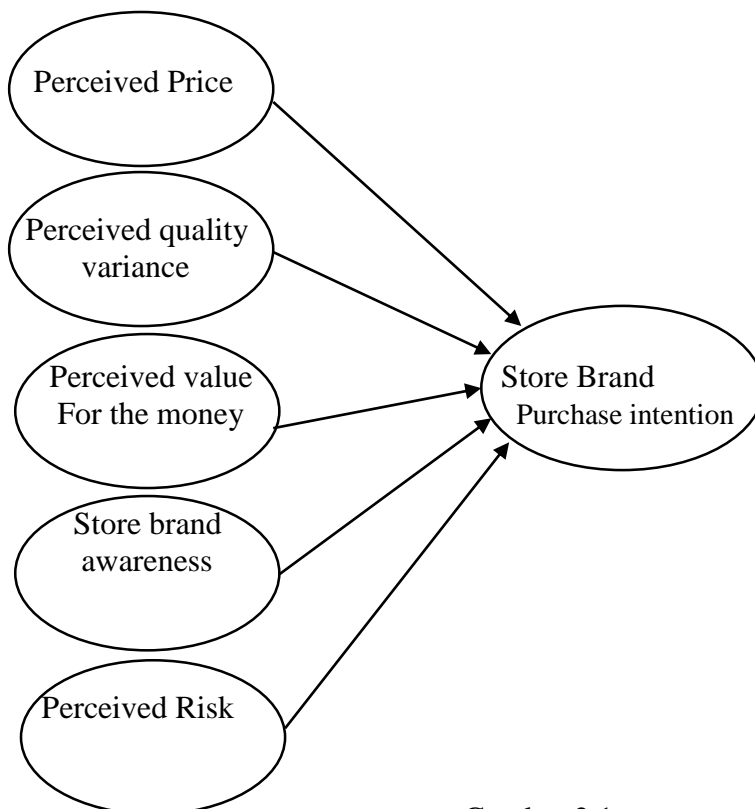 Perceived Price
Perceived quality
variance
Perceived value
For the money
Store Brand
Purchase intention
Store brand
awareness
Perceived Risk